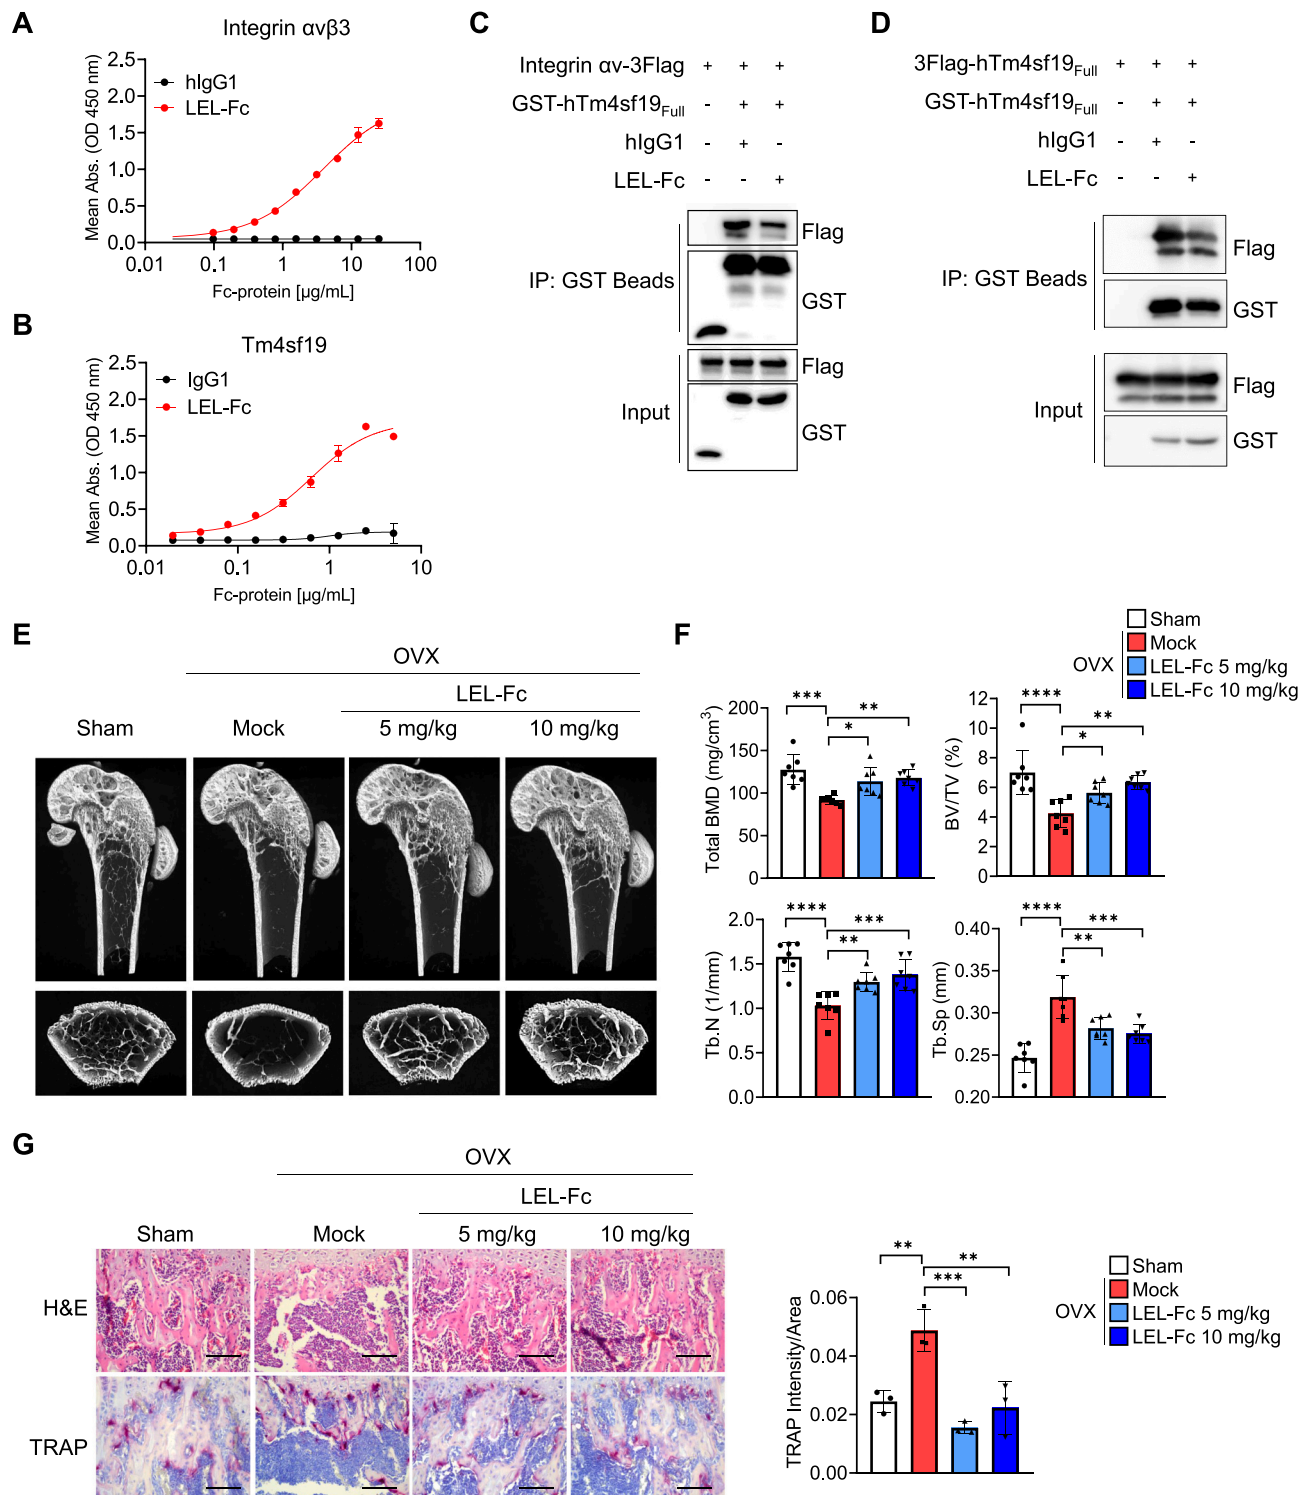 A
Integrin αvβ3
Mean Abs. (OD 450 nm)
2.5
2.0
1.5
1.0
0.5
0.0
hIgG1
LEL-Fc
0.01 0.1 1 10 100
Fc-protein [µg/mL]
B
Tm4sf19
Mean Abs. (OD 450 nm)
2.5
2.0
1.5
1.0
0.5
0.0
IgG1
LEL-Fc
0.01 0.1 1 10
Fc-protein [µg/mL]
C
Integrin αv-3Flag + + +
GST-hTm4sf19Full - + +
hIgG1 - + -
LEL-Fc - - +
IP: GST Beads
Flag
GST
Input
Flag
GST
D
3Flag-hTm4sf19Full + + +
GST-hTm4sf19Full - + +
hIgG1 - + -
LEL-Fc - - +
IP: GST Beads
Flag
GST
Input
Flag
GST
E
OVX
LEL-Fc
Sham Mock 5 mg/kg 10 mg/kg
F
Sham
OVX
Mock
LEL-Fc 5 mg/kg
LEL-Fc 10 mg/kg
Total BMD (mg/cm³)
200
150
100
50
0
*** * **
BV/TV (%)
12
10
8
6
4
2
0
**** * **
Tb.N (1/mm)
2.0
1.5
1.0
0.5
0.0
**** ** ***
Tb.Sp (mm)
0.40
0.35
0.30
0.25
0.20
**** ** ***
G
OVX
LEL-Fc
Sham Mock 5 mg/kg 10 mg/kg
H&E
TRAP
TRAP Intensity/Area
0.06
0.04
0.02
0.00
** *** **
Sham
OVX
Mock
LEL-Fc 5 mg/kg
LEL-Fc 10 mg/kg